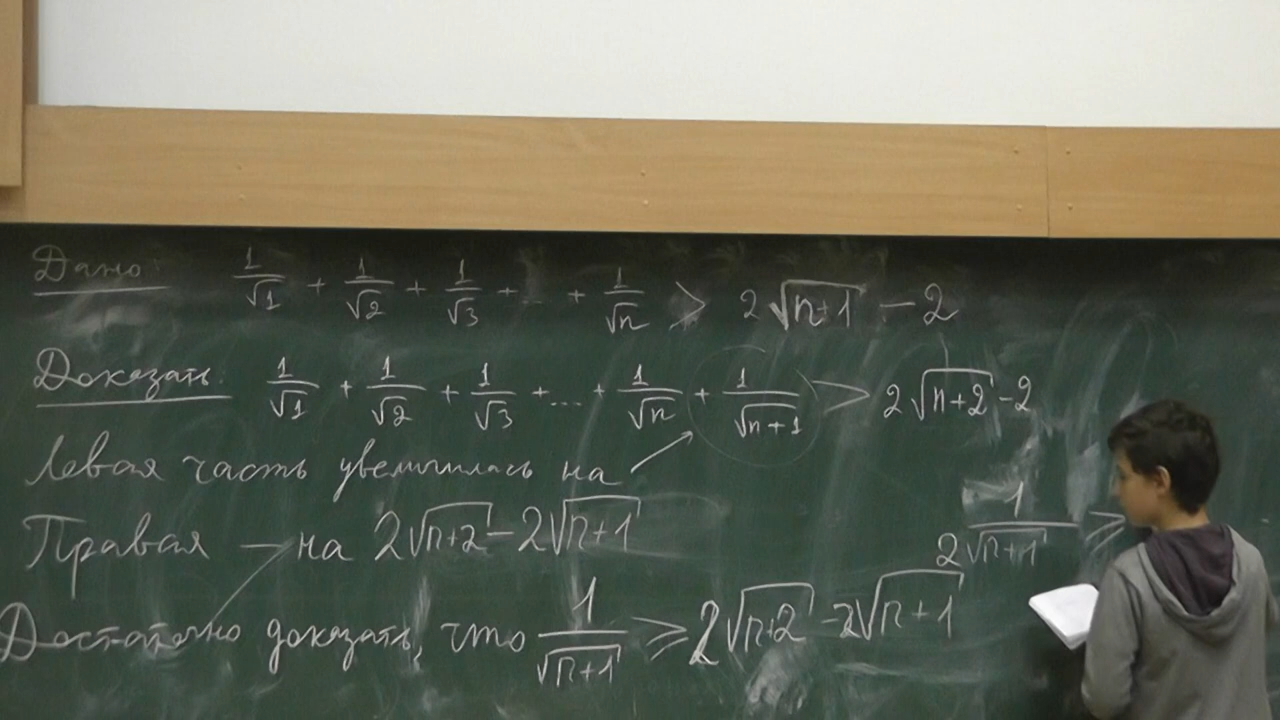 Дано: 1/√1 + 1/√2 + 1/√3 + ... + 1/√n > 2√(n+1) − 2
Доказать. 1/√1 + 1/√2 + 1/√3 + ... + 1/√n + 1/√(n+1) > 2√(n+2) − 2
Левая часть увеличилась на
Правая — на 2√(n+2) − 2√(n+1)
1/(2√(n+1)) ≥
Достаточно доказать, что 1/√(n+1) ≥ 2√(n+2) − 2√(n+1)